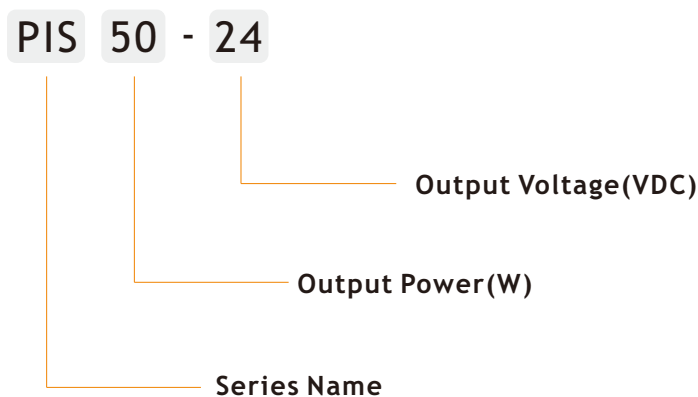 PIS 50 - 24
Output Voltage(VDC)
Output Power(W)
Series Name